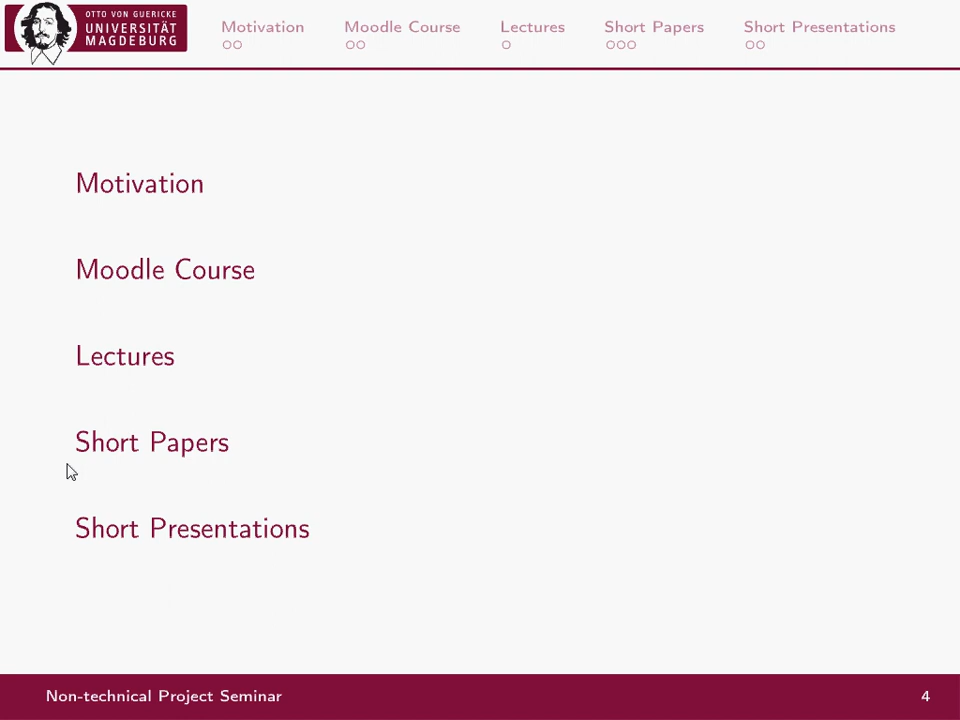 OTTO VON GUERICKE
UNIVERSITÄT
MAGDEBURG
Motivation
Moodle Course
Lectures
Short Papers
Short Presentations
Motivation
Moodle Course
Lectures
Short Papers
Short Presentations
Non-technical Project Seminar
4